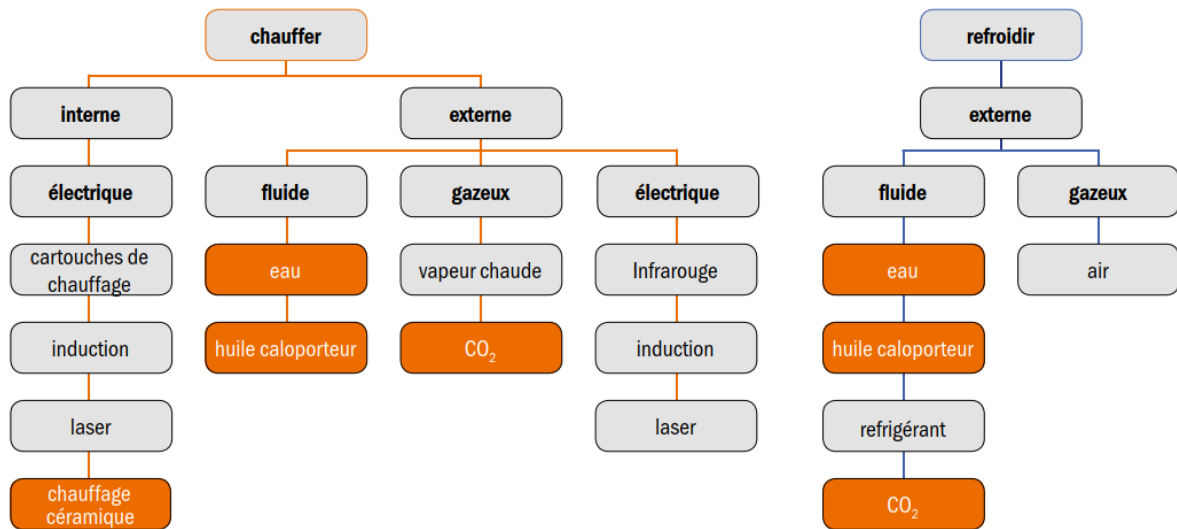 chauffer
refroidir
interne
externe
externe
électrique
fluide
gazeux
électrique
fluide
gazeux
cartouches de
chauffage
eau
vapeur chaude
Infrarouge
eau
air
induction
huile caloporteur
CO₂
induction
huile caloporteur
laser
laser
refrigérant
chauffage
céramique
CO₂